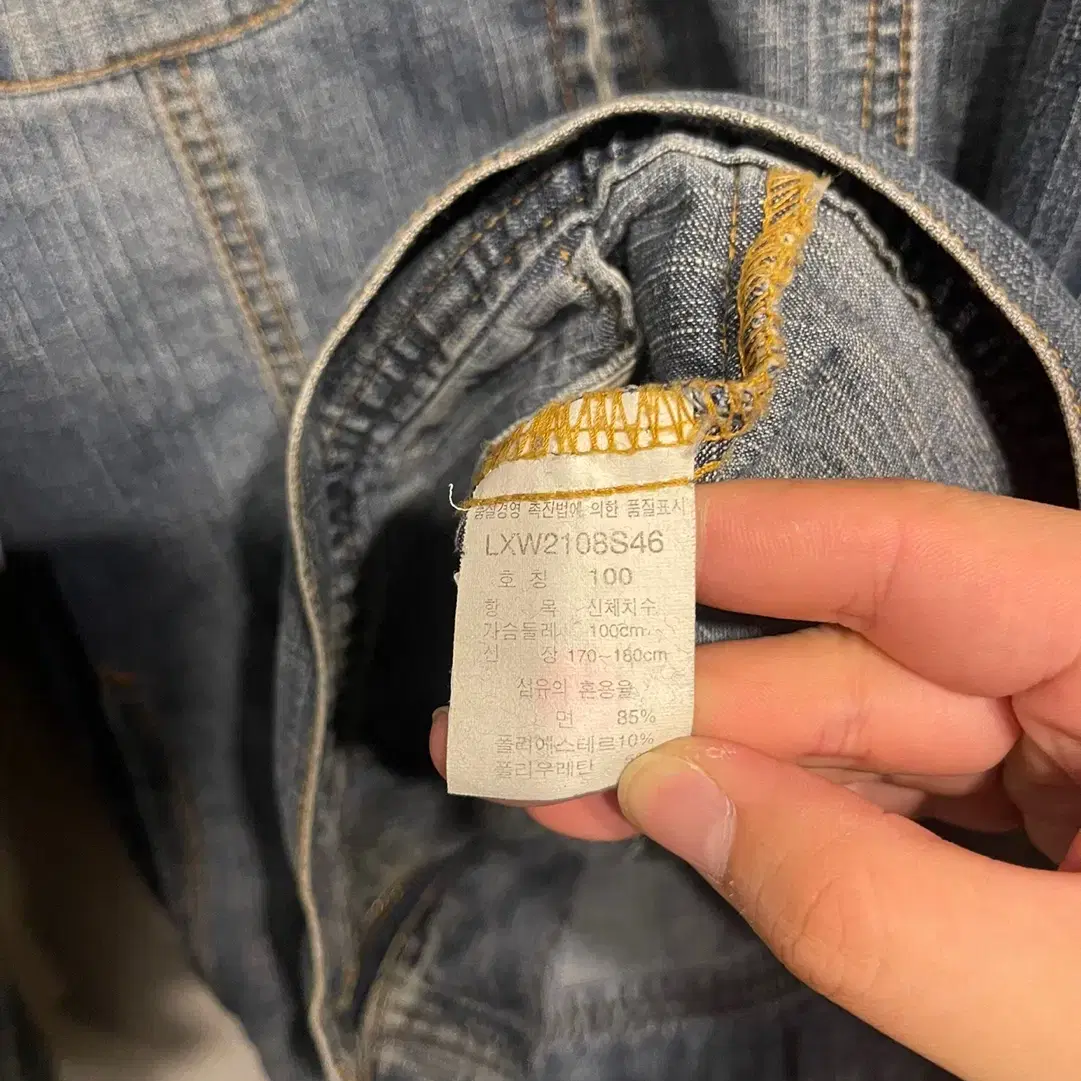 품질경영 촉진법에 의한 품질표시
LXW2108S46
호 칭 100
항 목 신체치수
가슴둘레 100cm
신 장 170~180cm
섬유의 혼용율
면 85%
폴리에스테르 10%
폴리우레탄